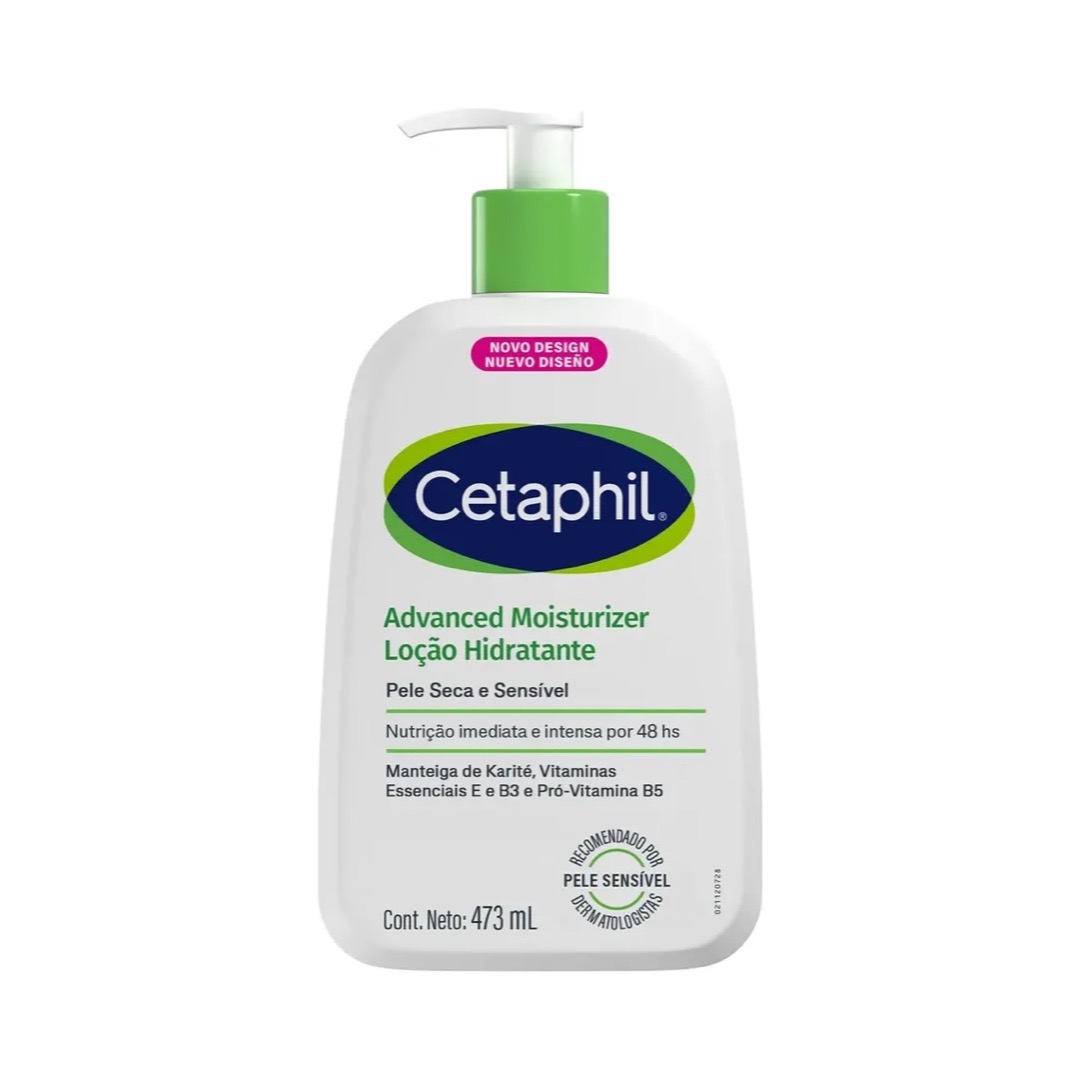 NOVO DESIGN
NUEVO DISEÑO
Cetaphil®
Advanced Moisturizer
Loção Hidratante
Pele Seca e Sensível
Nutrição imediata e intensa por 48 hs
Manteiga de Karité, Vitaminas
Essenciais E e B3 e Pró-Vitamina B5
RECOMENDADO POR
PELE SENSÍVEL
DERMATOLOGISTAS
Cont. Neto: 473 mL
021120728